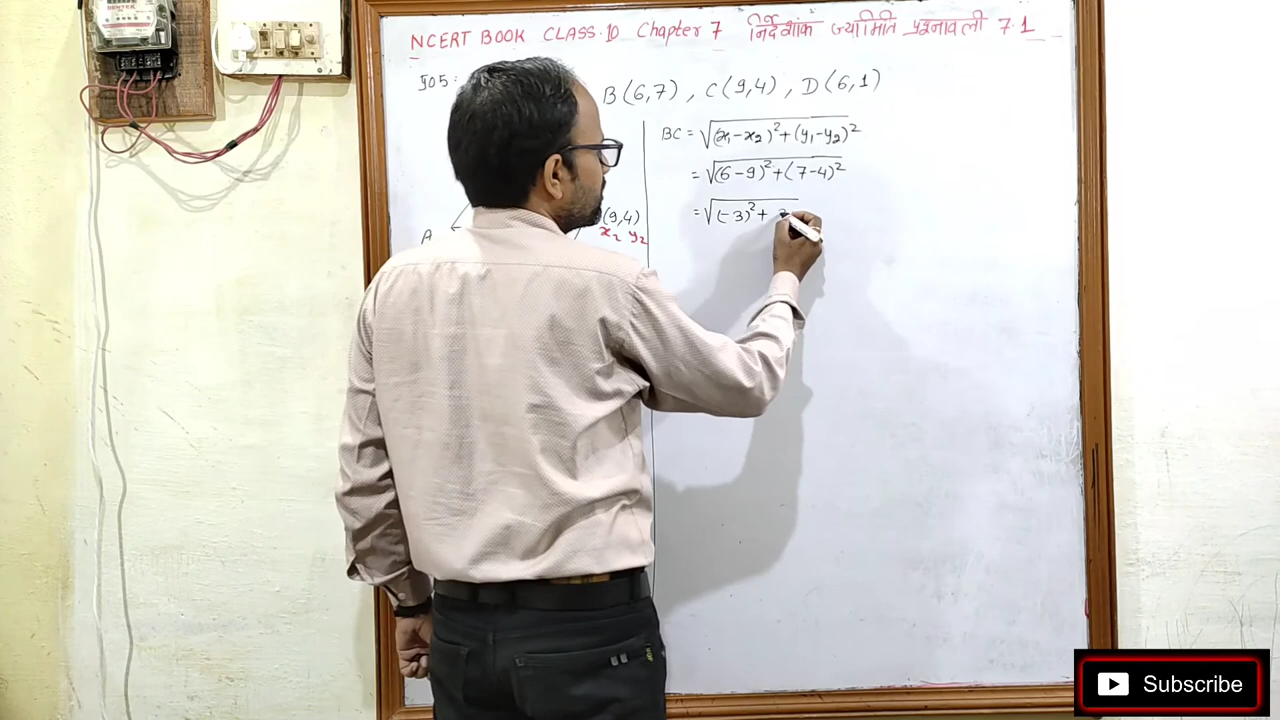 NCERT BOOK CLASS.10 Chapter 7 निर्देशांक ज्यामिति प्रश्नावली 7.1
B(6,7), C(9,4), D(6,1)
BC = √(x₁-x₂)²+(y₁-y₂)²
= √(6-9)²+(7-4)²
= √(-3)²+
A
(9,4)
x₂ y₂
Subscribe